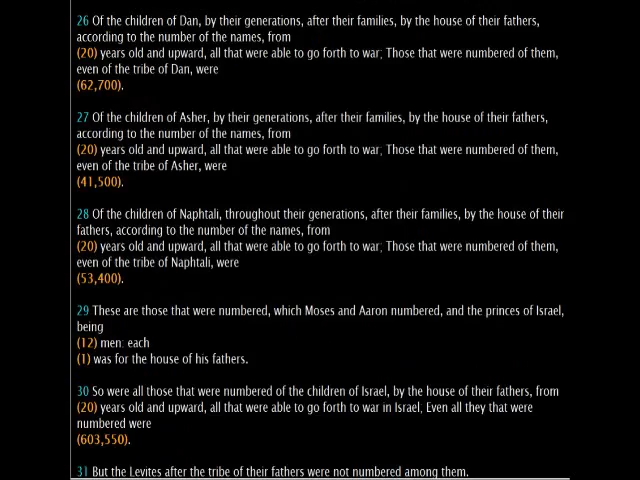 26 Of the children of Dan, by their generations, after their families, by the house of their fathers,
according to the number of the names, from
(20) years old and upward, all that were able to go forth to war; Those that were numbered of them,
even of the tribe of Dan, were
(62,700).
27 Of the children of Asher, by their generations, after their families, by the house of their fathers,
according to the number of the names, from
(20) years old and upward, all that were able to go forth to war; Those that were numbered of them,
even of the tribe of Asher, were
(41,500).
28 Of the children of Naphtali, throughout their generations, after their families, by the house of their
fathers, according to the number of the names, from
(20) years old and upward, all that were able to go forth to war; Those that were numbered of them,
even of the tribe of Naphtali, were
(53,400).
29 These are those that were numbered, which Moses and Aaron numbered, and the princes of Israel,
being
(12) men: each
(1) was for the house of his fathers.
30 So were all those that were numbered of the children of Israel, by the house of their fathers, from
(20) years old and upward, all that were able to go forth to war in Israel; Even all they that were
numbered were
(603,550).
31 But the Levites after the tribe of their fathers were not numbered among them.